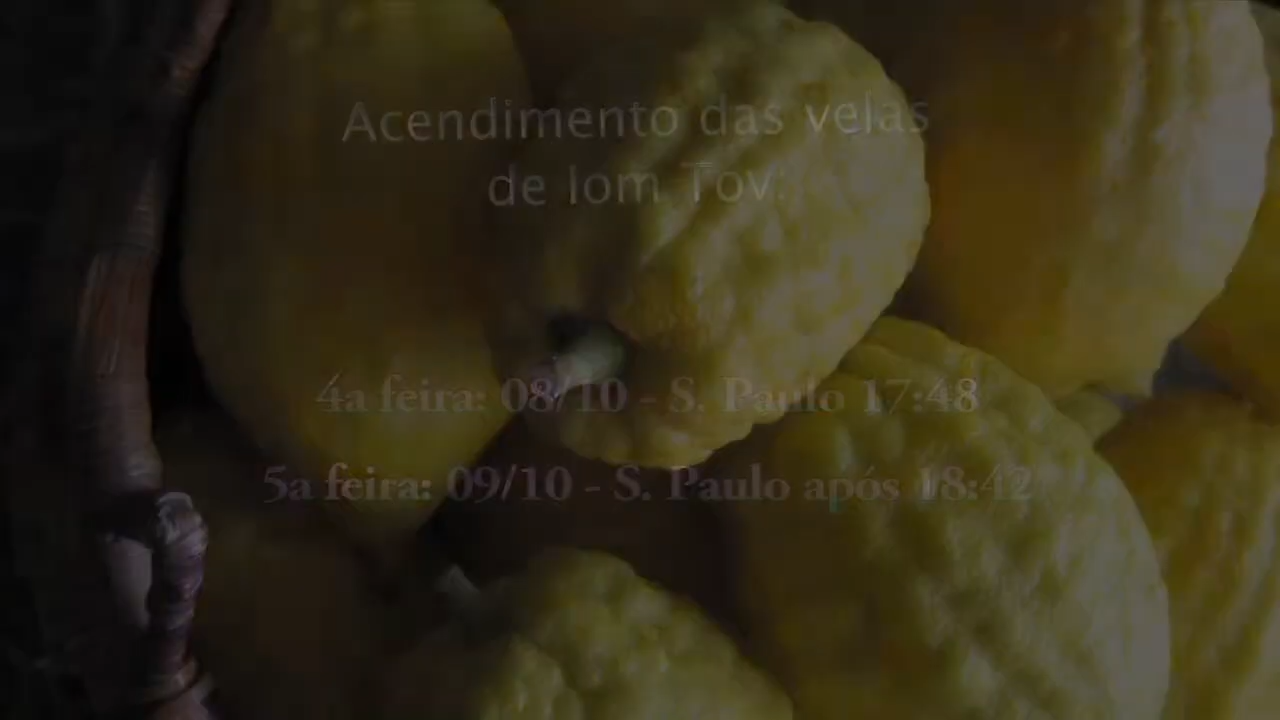 Acendimento das velas
de Iom Tov:
4a feira: 08/10 - S. Paulo 17:48
5a feira: 09/10 - S. Paulo após 18:42